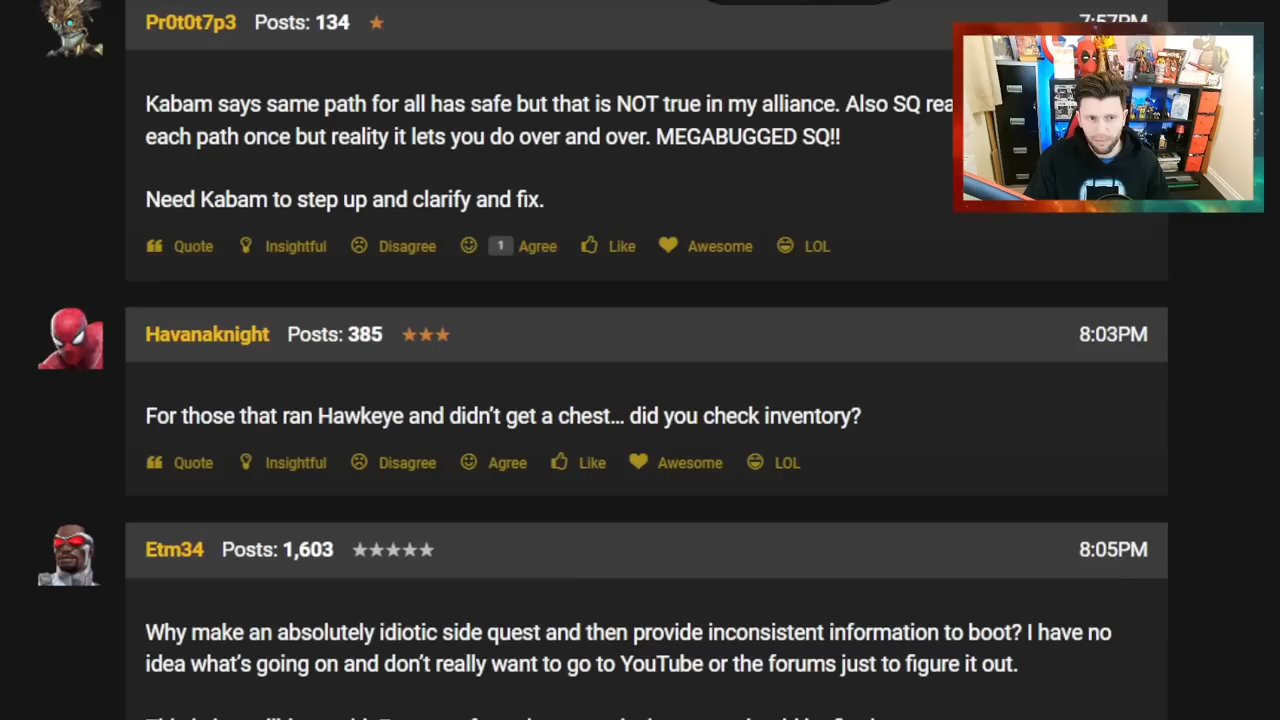 Pr0t0t7p3 Posts: 134 7:57PM
Kabam says same path for all has safe but that is NOT true in my alliance. Also SQ
each path once but reality it lets you do over and over. MEGABUGGED SQ!!
Need Kabam to step up and clarify and fix.
Quote Insightful Disagree 1 Agree Like Awesome LOL
Havanaknight Posts: 385 8:03PM
For those that ran Hawkeye and didn't get a chest... did you check inventory?
Quote Insightful Disagree Agree Like Awesome LOL
Etm34 Posts: 1,603 8:05PM
Why make an absolutely idiotic side quest and then provide inconsistent information to boot? I have no
idea what's going on and don't really want to go to YouTube or the forums just to figure it out.